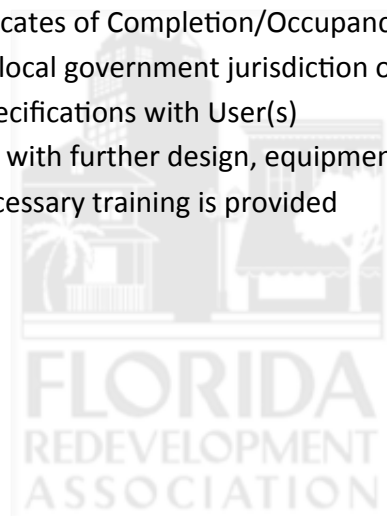 cates of Completion/Occupanc
local government jurisdiction o
ecifications with User(s)
with further design, equipmen
cessary training is provided
FLORIDA
REDEVELOPMENT
ASSOCIATION